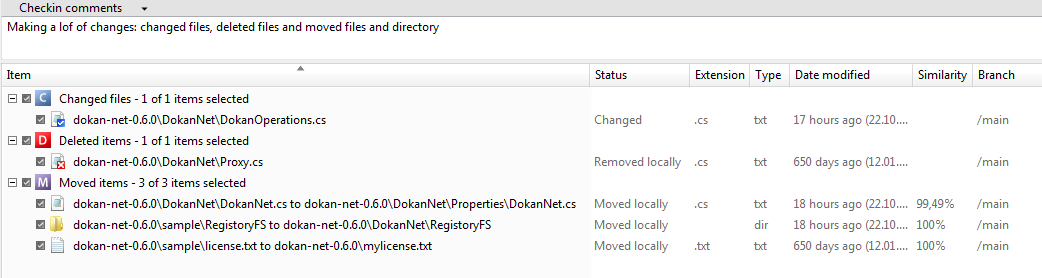 Checkin comments
Making a lof of changes: changed files, deleted files and moved files and directory
Item Status Extension Type Date modified Similarity Branch
C Changed files - 1 of 1 items selected
dokan-net-0.6.0\DokanNet\DokanOperations.cs Changed .cs txt 17 hours ago (22.10.... /main
D Deleted items - 1 of 1 items selected
dokan-net-0.6.0\DokanNet\Proxy.cs Removed locally .cs txt 650 days ago (12.01.... /main
M Moved items - 3 of 3 items selected
dokan-net-0.6.0\DokanNet\DokanNet.cs to dokan-net-0.6.0\DokanNet\Properties\DokanNet.cs Moved locally .cs txt 18 hours ago (22.10.... 99,49% /main
dokan-net-0.6.0\sample\RegistoryFS to dokan-net-0.6.0\DokanNet\RegistoryFS Moved locally dir 18 hours ago (22.10.... 100% /main
dokan-net-0.6.0\sample\license.txt to dokan-net-0.6.0\mylicense.txt Moved locally .txt txt 650 days ago (12.01.... 100% /main